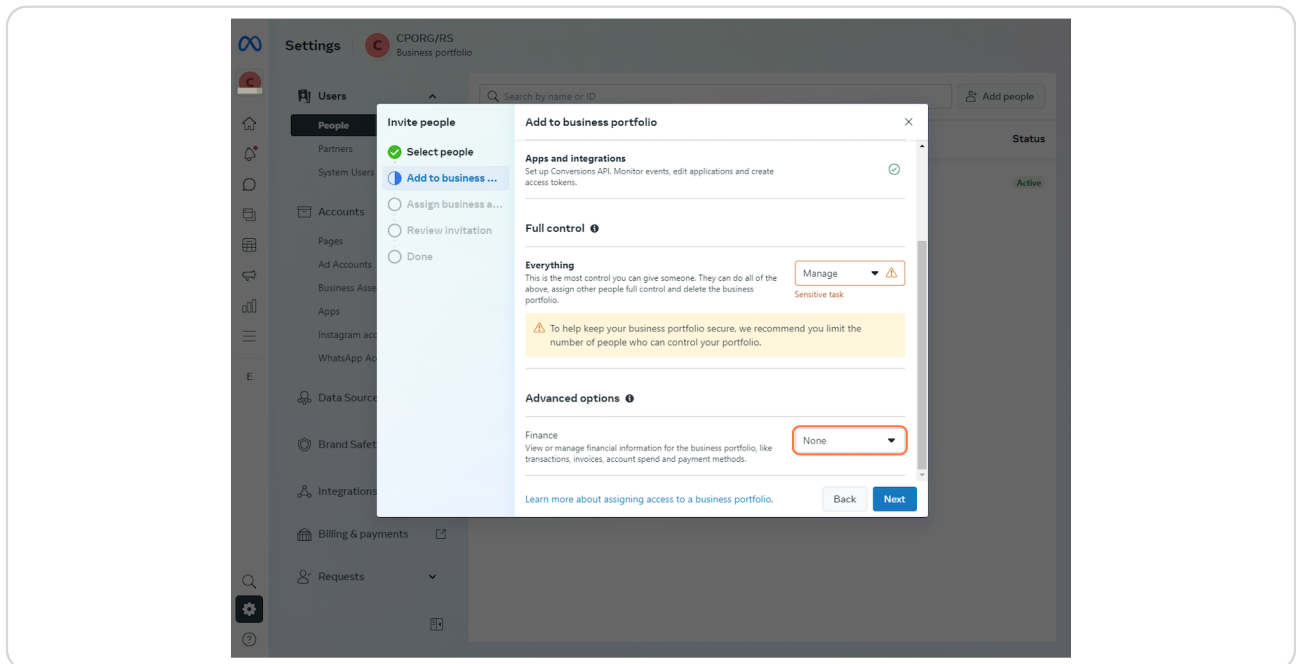 Settings
C
CPORG/RS
Business portfolio
C
Users
Search by name or ID
Add people
People
Partners
System Users
Status
Active
Accounts
Pages
Ad Accounts
Business Asse
Apps
Instagram acc
WhatsApp Ac
E
Data Source
Brand Safet
Integrations
Billing & payments
Requests
Invite people
Select people
Add to business ...
Assign business a...
Review invitation
Done
Add to business portfolio
Apps and integrations
Set up Conversions API. Monitor events, edit applications and create
access tokens.
Full control
Everything
This is the most control you can give someone. They can do all of the
above, assign other people full control and delete the business
portfolio.
Manage
Sensitive task
To help keep your business portfolio secure, we recommend you limit the
number of people who can control your portfolio.
Advanced options
Finance
View or manage financial information for the business portfolio, like
transactions, invoices, account spend and payment methods.
None
Learn more about assigning access to a business portfolio.
Back
Next